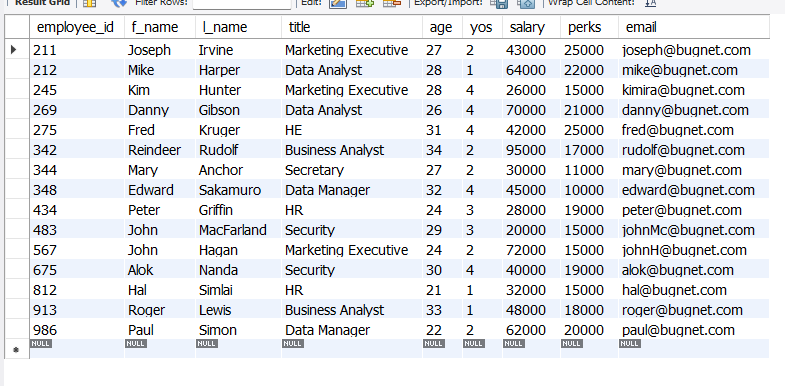 Result Grid Filter Rows: Edit: Export/Import: Wrap Cell Content:
employee_id f_name l_name title age yos salary perks email
211 Joseph Irvine Marketing Executive 27 2 43000 25000 joseph@bugnet.com
212 Mike Harper Data Analyst 28 1 64000 22000 mike@bugnet.com
245 Kim Hunter Marketing Executive 28 4 26000 15000 kimira@bugnet.com
269 Danny Gibson Data Analyst 26 4 70000 21000 danny@bugnet.com
275 Fred Kruger HE 31 4 42000 25000 fred@bugnet.com
342 Reindeer Rudolf Business Analyst 34 2 95000 17000 rudolf@bugnet.com
344 Mary Anchor Secretary 27 2 30000 11000 mary@bugnet.com
348 Edward Sakamuro Data Manager 32 4 45000 10000 edward@bugnet.com
434 Peter Griffin HR 24 3 28000 19000 peter@bugnet.com
483 John MacFarland Security 29 3 20000 15000 johnMc@bugnet.com
567 John Hagan Marketing Executive 24 2 72000 15000 johnH@bugnet.com
675 Alok Nanda Security 30 4 40000 19000 alok@bugnet.com
812 Hal Simlai HR 21 1 32000 15000 hal@bugnet.com
913 Roger Lewis Business Analyst 33 1 48000 18000 roger@bugnet.com
986 Paul Simon Data Manager 22 2 62000 20000 paul@bugnet.com
NULL NULL NULL NULL NULL NULL NULL NULL NULL